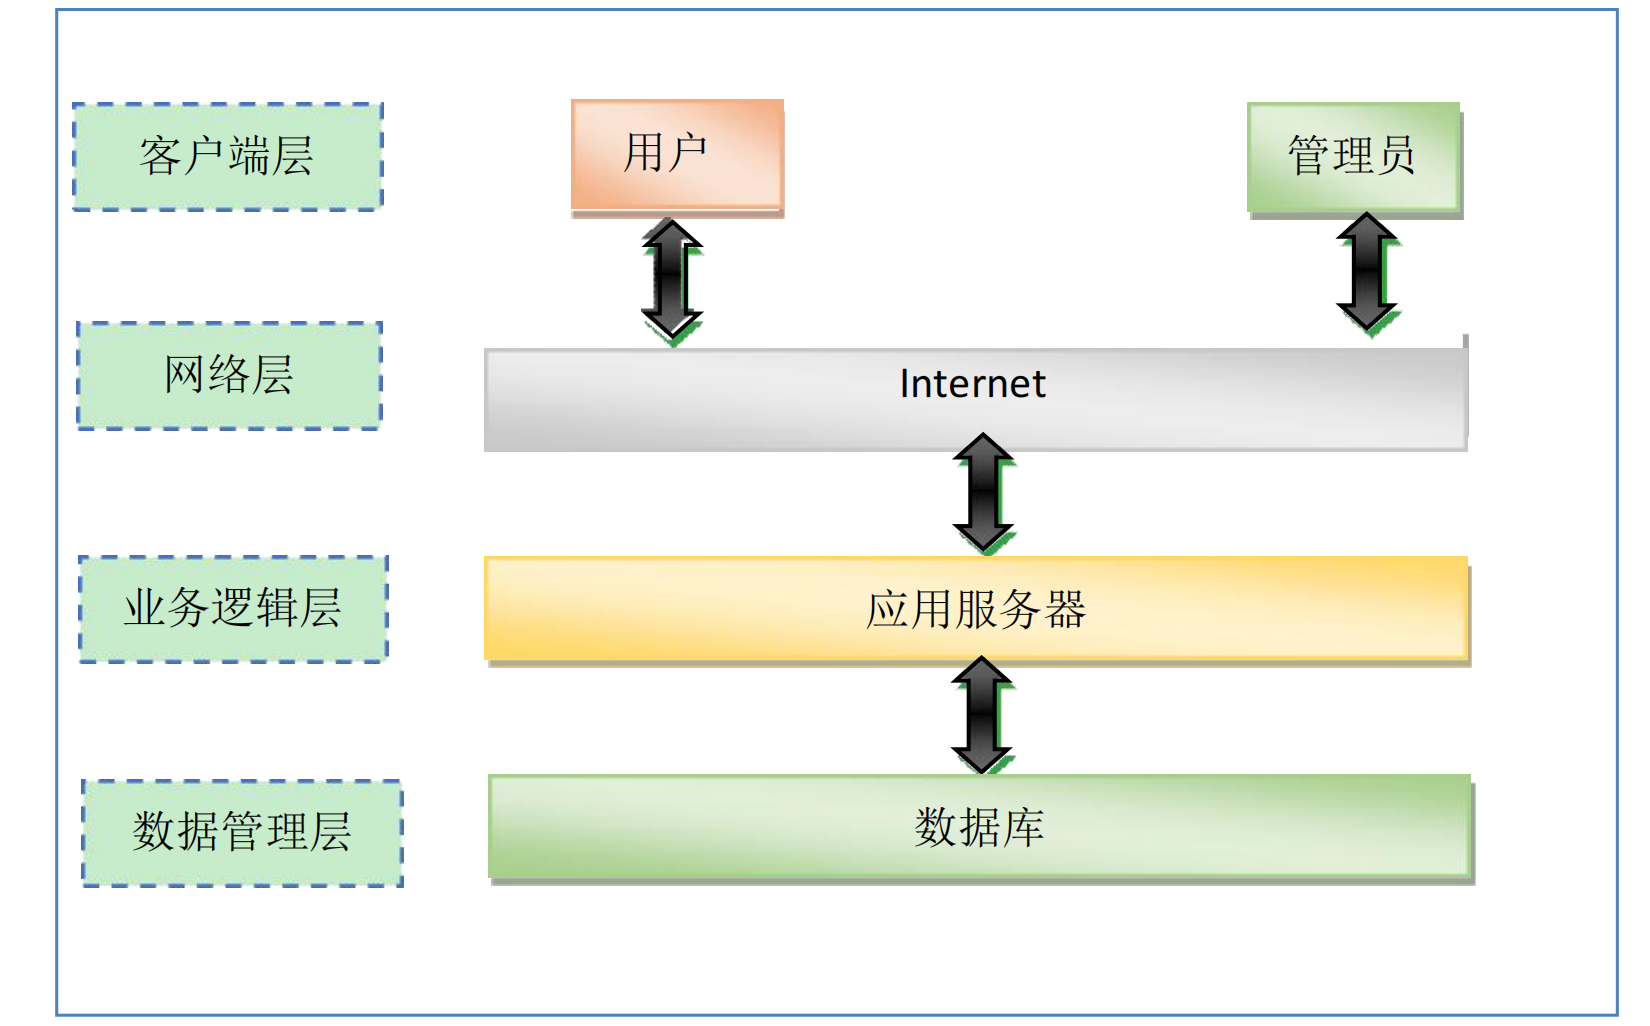 客户端层
用户
管理员
网络层
Internet
业务逻辑层
应用服务器
数据管理层
数据库